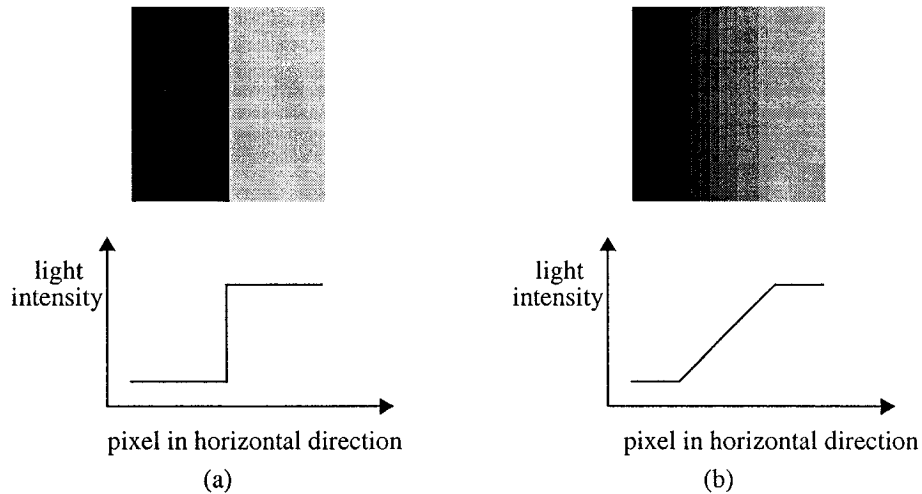 light
intensity
pixel in horizontal direction
(a)
light
intensity
pixel in horizontal direction
(b)